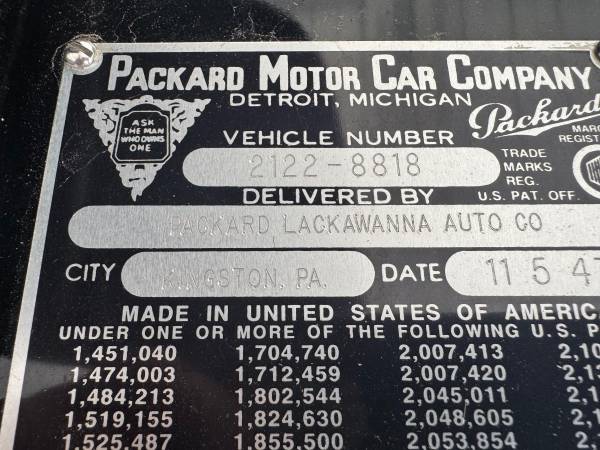 PACKARD MOTOR CAR COMPANY
DETROIT, MICHIGAN
ASK
THE MAN
WHO OWNS
ONE
Packard
VEHICLE NUMBER
2122-8818
TRADE
MARKS
REG.
U.S. PAT. OFF.
DELIVERED BY
PACKARD LACKAWANNA AUTO CO
CITY KINGSTON, PA. DATE 11 5 47
MADE IN UNITED STATES OF AMERICA
UNDER ONE OR MORE OF THE FOLLOWING U.S.
1,451,040 1,704,740 2,007,413
1,474,003 1,712,459 2,007,420
1,484,213 1,802,544 2,045,011
1,519,155 1,824,630 2,048,605
1,525,487 1,855,500 2,053,854